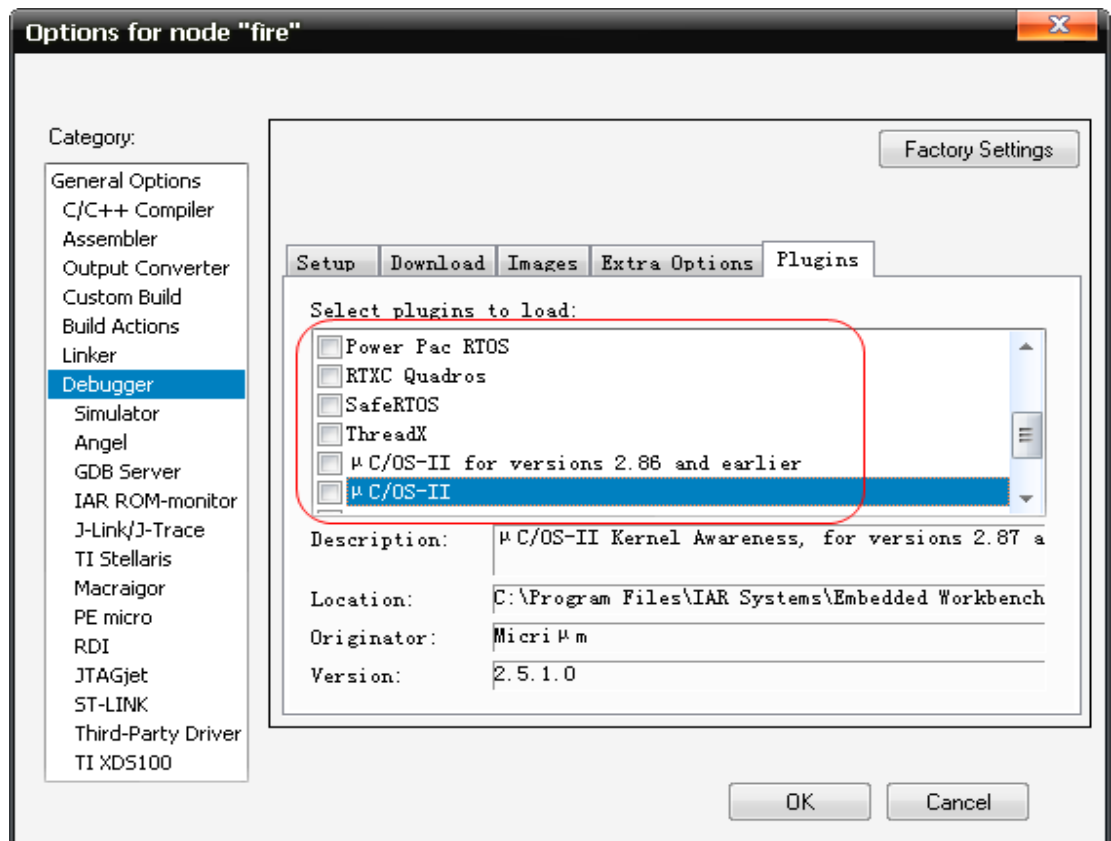 Options for node "fire"
Category:
General Options
C/C++ Compiler
Assembler
Output Converter
Custom Build
Build Actions
Linker
Debugger
Simulator
Angel
GDB Server
IAR ROM-monitor
J-Link/J-Trace
TI Stellaris
Macraigor
PE micro
RDI
JTAGjet
ST-LINK
Third-Party Driver
TI XDS100
Factory Settings
Setup Download Images Extra Options Plugins
Select plugins to load:
Power Pac RTOS
RTXC Quadros
SafeRTOS
ThreadX
μC/OS-II for versions 2.86 and earlier
μC/OS-II
Description: μC/OS-II Kernel Awareness, for versions 2.87 a
Location: C:\Program Files\IAR Systems\Embedded Workbench
Originator: Micriμm
Version: 2.5.1.0
OK Cancel